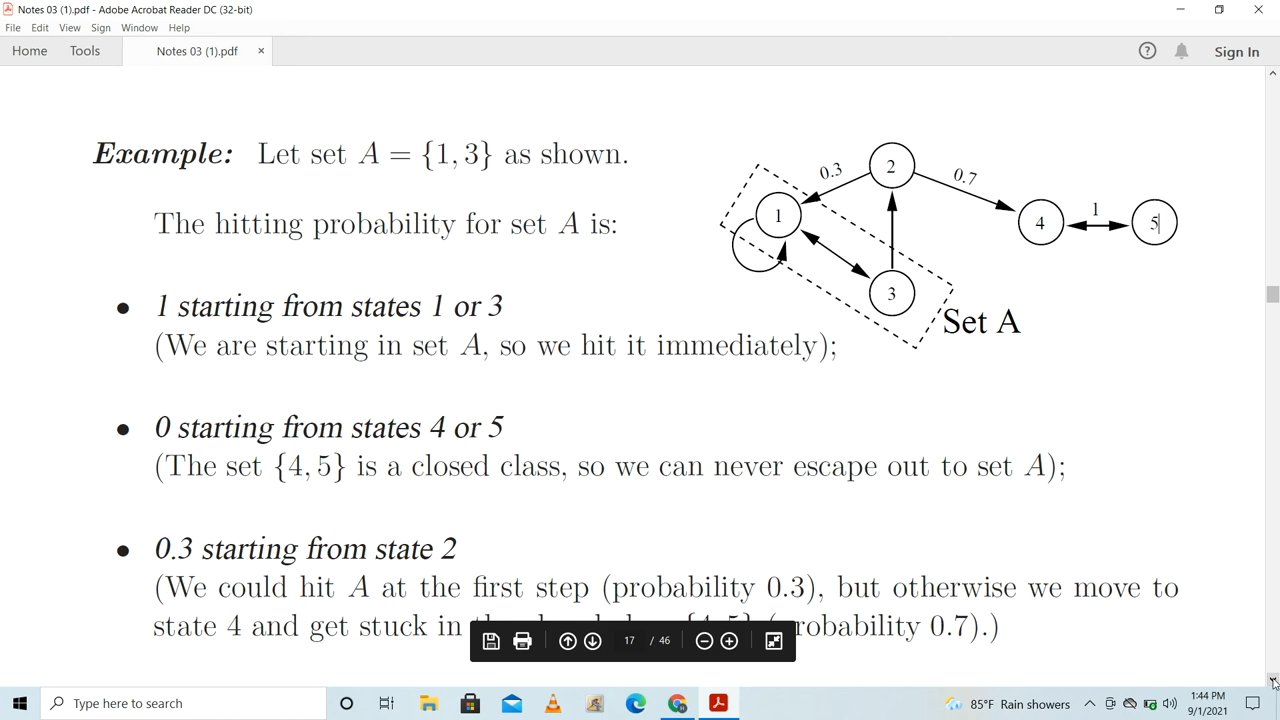 Notes 03 (1).pdf - Adobe Acrobat Reader DC (32-bit)
File Edit View Sign Window Help
Home Tools Notes 03 (1).pdf × ? Sign In
Example: Let set A = {1, 3} as shown.
The hitting probability for set A is:
0.3 2 0.7
1 4 1 5
3
Set A
• 1 starting from states 1 or 3
(We are starting in set A, so we hit it immediately);
• 0 starting from states 4 or 5
(The set {4, 5} is a closed class, so we can never escape out to set A);
• 0.3 starting from state 2
(We could hit A at the first step (probability 0.3), but otherwise we move to
state 4 and get stuck in probability 0.7).)
17 / 46
Type here to search
85°F Rain showers
1:44 PM
9/1/2021